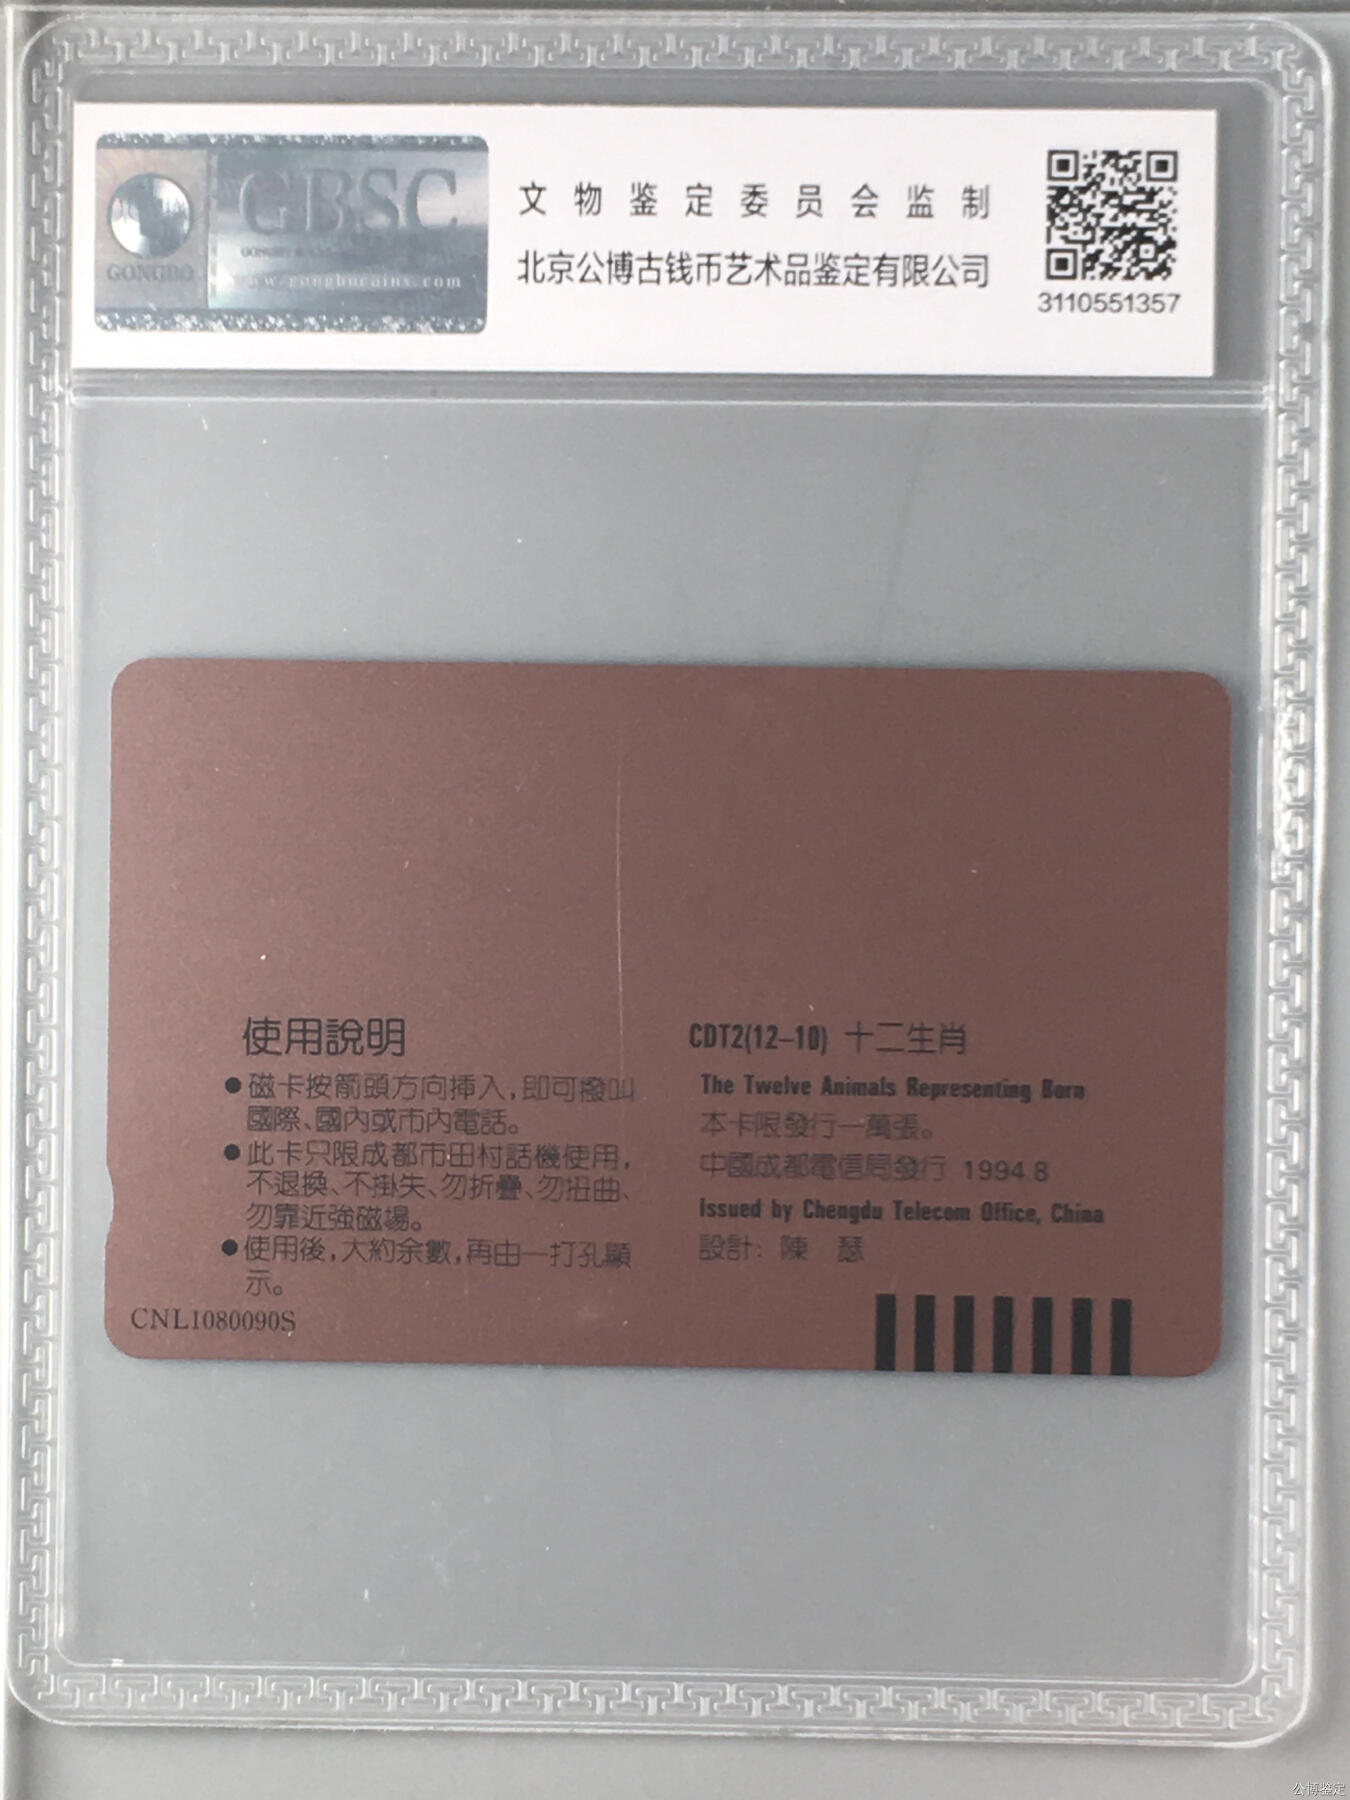 GBSC
GONGBO
www.gongbocoins.com
文物鉴定委员会监制
北京公博古钱币艺术品鉴定有限公司
3110551357
使用說明
●磁卡按箭頭方向挿入,即可撥叫
國際、國内或市内電話。
●此卡只限成都市田村話機使用,
不退換、不掛失、勿折疊、勿扭曲、
勿靠近強磁場。
●使用後,大約余數,再由一打孔顯
示。
CNL1080090S
CDT2(12-10) 十二生肖
The Twelve Animals Representing Born
本卡限發行一萬張。
中國成都電信局發行 1994.8
Issued by Chengdu Telecom Office, China
設計: 陳 瑟
公博鉴定